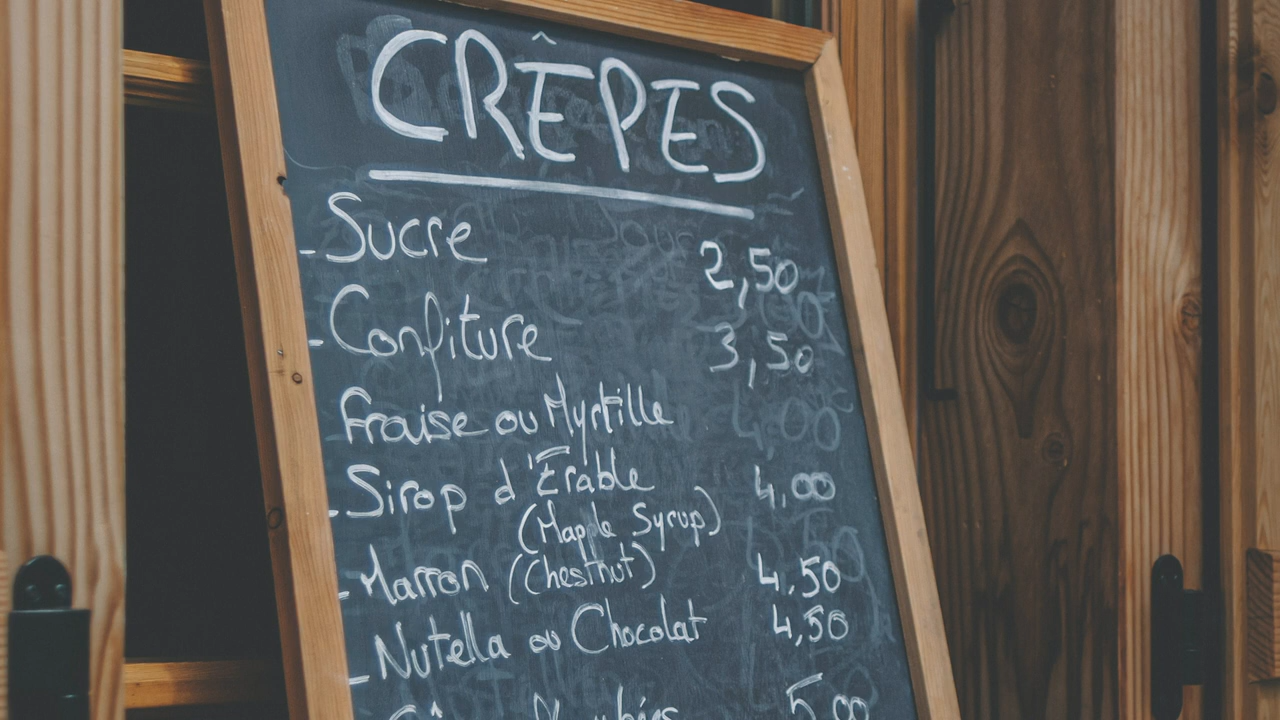 CRÊPES
- Sucre 2,50
- Confiture 3,50
Fraise ou Myrtille
- Sirop d'Érable 4,00
(Mapple Syrup)
- Marron (Chestnut) 4,50
- Nutella ou Chocolat 4,50
5,00